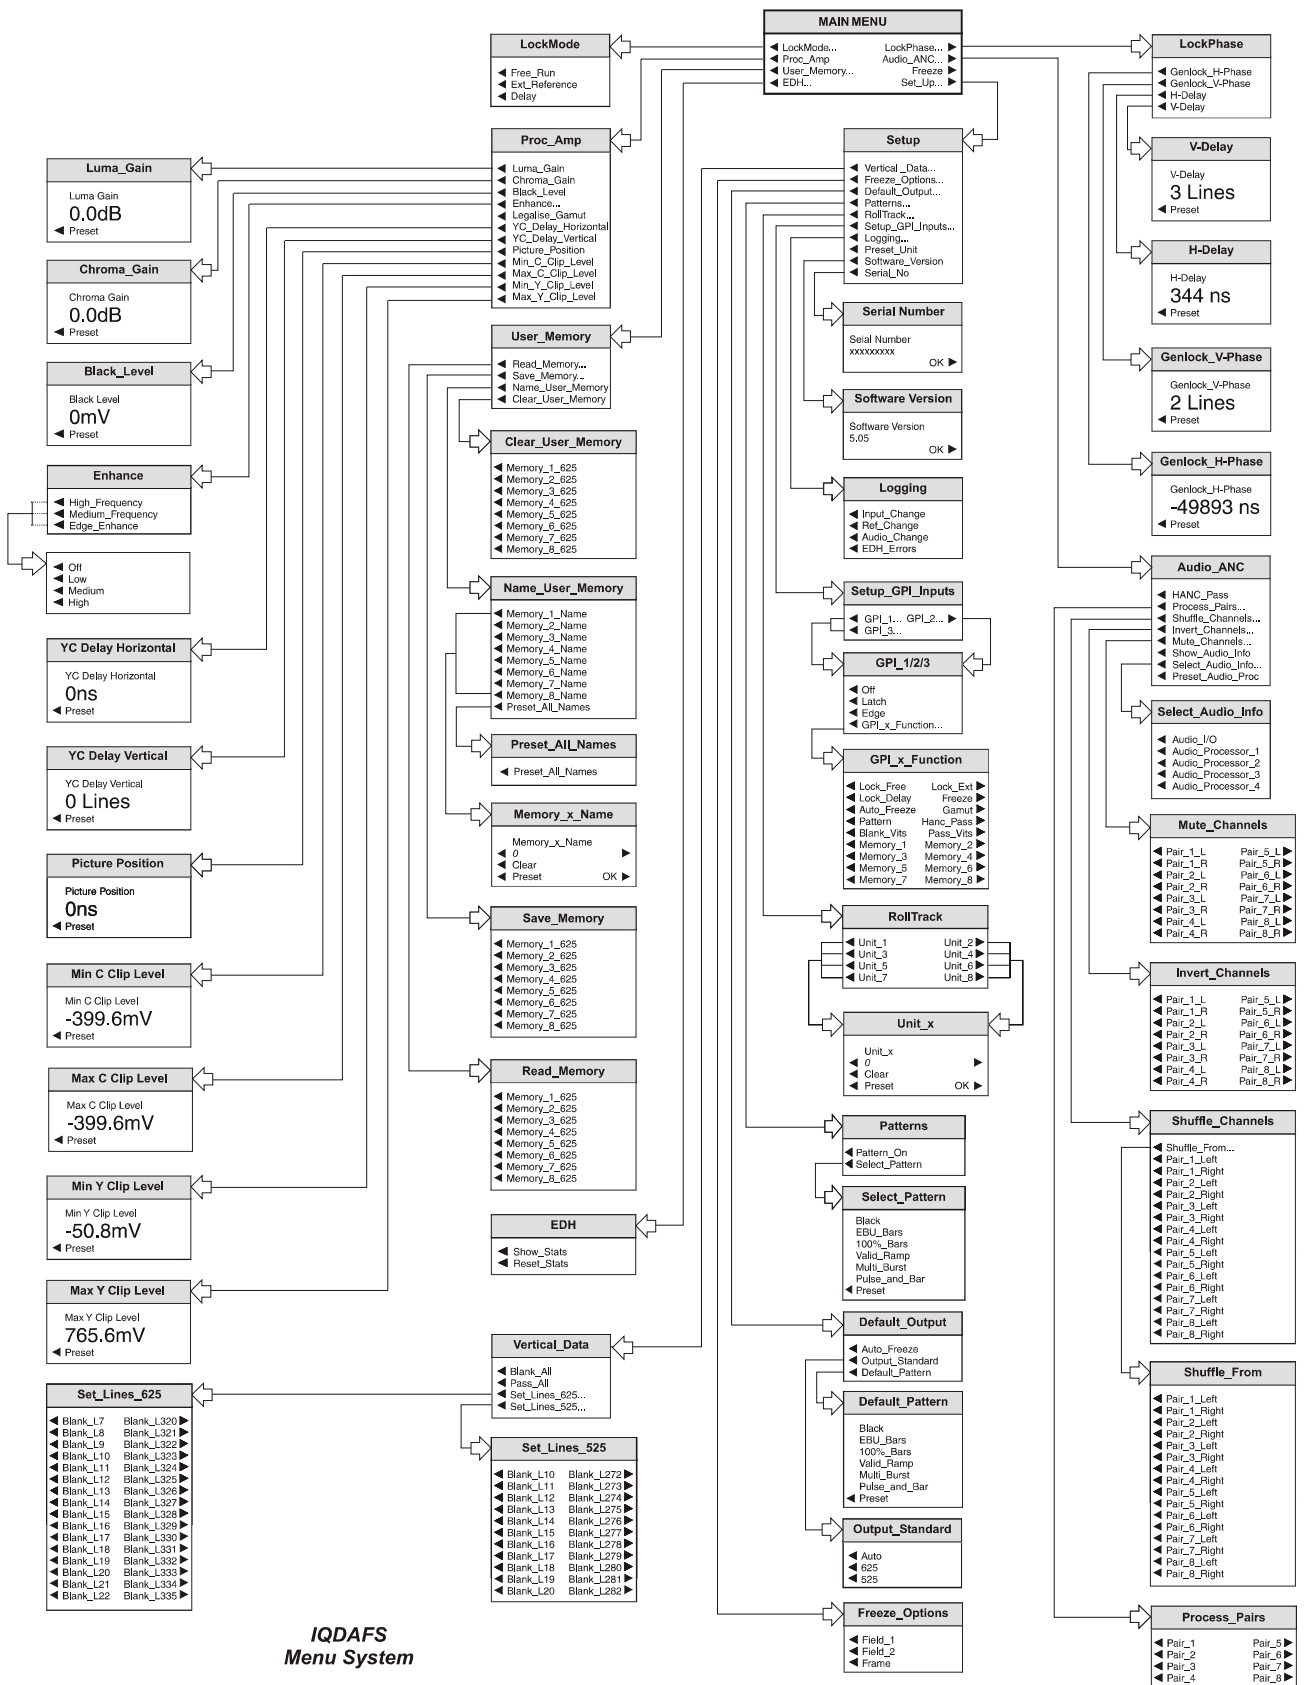 MAIN MENU
LockMode... LockPhase...
Proc_Amp Audio_ANC...
User_Memory... Freeze
EDH... Set_Up...
LockMode
Free_Run
Ext_Reference
Delay
Proc_Amp
Luma_Gain
Chroma_Gain
Black_Level
Enhance...
Legalise_Gamut
YC_Delay_Horizontal
YC_Delay_Vertical
Picture_Position
Min_C_Clip_Level
Max_C_Clip_Level
Min_Y_Clip_Level
Max_Y_Clip_Level
Luma_Gain
Luma Gain
0.0dB
Preset
Chroma_Gain
Chroma Gain
0.0dB
Preset
Black_Level
Black Level
0mV
Preset
Enhance
High_Frequency
Medium_Frequency
Edge_Enhance
Off
Low
Medium
High
YC Delay Horizontal
YC Delay Horizontal
0ns
Preset
YC Delay Vertical
YC Delay Vertical
0 Lines
Preset
Picture Position
Picture Position
0ns
Preset
Min C Clip Level
Min C Clip Level
-399.6mV
Preset
Max C Clip Level
Max C Clip Level
-399.6mV
Preset
Min Y Clip Level
Min Y Clip Level
-50.8mV
Preset
Max Y Clip Level
Max Y Clip Level
765.6mV
Preset
Set_Lines_625
Blank_L7 Blank_L320
Blank_L8 Blank_L321
Blank_L9 Blank_L322
Blank_L10 Blank_L323
Blank_L11 Blank_L324
Blank_L12 Blank_L325
Blank_L13 Blank_L326
Blank_L14 Blank_L327
Blank_L15 Blank_L328
Blank_L16 Blank_L329
Blank_L17 Blank_L330
Blank_L18 Blank_L331
Blank_L19 Blank_L332
Blank_L20 Blank_L333
Blank_L21 Blank_L334
Blank_L22 Blank_L335
User_Memory
Read_Memory...
Save_Memory...
Name_User_Memory
Clear_User_Memory
Clear_User_Memory
Memory_1_625
Memory_2_625
Memory_3_625
Memory_4_625
Memory_5_625
Memory_6_625
Memory_7_625
Memory_8_625
Name_User_Memory
Memory_1_Name
Memory_2_Name
Memory_3_Name
Memory_4_Name
Memory_5_Name
Memory_6_Name
Memory_7_Name
Memory_8_Name
Preset_All_Names
Preset_All_Names
Preset_All_Names
Memory_x_Name
Memory_x_Name
0
Clear
Preset OK
Save_Memory
Memory_1_625
Memory_2_625
Memory_3_625
Memory_4_625
Memory_5_625
Memory_6_625
Memory_7_625
Memory_8_625
Read_Memory
Memory_1_625
Memory_2_625
Memory_3_625
Memory_4_625
Memory_5_625
Memory_6_625
Memory_7_625
Memory_8_625
EDH
Show_Stats
Reset_Stats
Vertical_Data
Blank_All
Pass_All
Set_Lines_625...
Set_Lines_525...
Set_Lines_525
Blank_L10 Blank_L272
Blank_L11 Blank_L273
Blank_L12 Blank_L274
Blank_L13 Blank_L275
Blank_L14 Blank_L276
Blank_L15 Blank_L277
Blank_L16 Blank_L278
Blank_L17 Blank_L279
Blank_L18 Blank_L280
Blank_L19 Blank_L281
Blank_L20 Blank_L282
IQDAFS
Menu System
Setup
Vertical _Data...
Freeze_Options...
Default_Output...
Patterns...
RollTrack...
Setup_GPI_Inputs...
Logging...
Preset_Unit
Software_Version
Serial_No
Serial Number
Seial Number
xxxxxxxxx
OK
Software Version
Software Version
5.05
OK
Logging
Input_Change
Ref_Change
Audio_Change
EDH_Errors
Setup_GPI_Inputs
GPI_1... GPI_2...
GPI_3...
GPI_1/2/3
Off
Latch
Edge
GPI_x_Function...
GPI_x_Function
Lock_Free Lock_Ext
Lock_Delay Freeze
Auto_Freeze Gamut
Pattern Hanc_Pass
Blank_Vits Pass_Vits
Memory_1 Memory_2
Memory_3 Memory_4
Memory_5 Memory_6
Memory_7 Memory_8
RollTrack
Unit_1 Unit_2
Unit_3 Unit_4
Unit_5 Unit_6
Unit_7 Unit_8
Unit_x
Unit_x
0
Clear
Preset OK
Patterns
Pattern_On
Select_Pattern
Select_Pattern
Black
EBU_Bars
100%_Bars
Valid_Ramp
Multi_Burst
Pulse_and_Bar
Preset
Default_Output
Auto_Freeze
Output_Standard
Default_Pattern
Default_Pattern
Black
EBU_Bars
100%_Bars
Valid_Ramp
Multi_Burst
Pulse_and_Bar
Preset
Output_Standard
Auto
625
525
Freeze_Options
Field_1
Field_2
Frame
LockPhase
Genlock_H-Phase
Genlock_V-Phase
H-Delay
V-Delay
V-Delay
V-Delay
3 Lines
Preset
H-Delay
H-Delay
344 ns
Preset
Genlock_V-Phase
Genlock_V-Phase
2 Lines
Preset
Genlock_H-Phase
Genlock_H-Phase
-49893 ns
Preset
Audio_ANC
HANC_Pass
Process_Pairs...
Shuffle_Channels...
Invert_Channels...
Mute_Channels...
Show_Audio_Info
Select_Audio_Info...
Preset_Audio_Proc
Select_Audio_Info
Audio_I/O
Audio_Processor_1
Audio_Processor_2
Audio_Processor_3
Audio_Processor_4
Mute_Channels
Pair_1_L Pair_5_L
Pair_1_R Pair_5_R
Pair_2_L Pair_6_L
Pair_2_R Pair_6_R
Pair_3_L Pair_7_L
Pair_3_R Pair_7_R
Pair_4_L Pair_8_L
Pair_4_R Pair_8_R
Invert_Channels
Pair_1_L Pair_5_L
Pair_1_R Pair_5_R
Pair_2_L Pair_6_L
Pair_2_R Pair_6_R
Pair_3_L Pair_7_L
Pair_3_R Pair_7_R
Pair_4_L Pair_8_L
Pair_4_R Pair_8_R
Shuffle_Channels
Shuffle_From...
Pair_1_Left
Pair_1_Right
Pair_2_Left
Pair_2_Right
Pair_3_Left
Pair_3_Right
Pair_4_Left
Pair_4_Right
Pair_5_Left
Pair_5_Right
Pair_6_Left
Pair_6_Right
Pair_7_Left
Pair_7_Right
Pair_8_Left
Pair_8_Right
Shuffle_From
Pair_1_Left
Pair_1_Right
Pair_2_Left
Pair_2_Right
Pair_3_Left
Pair_3_Right
Pair_4_Left
Pair_4_Right
Pair_5_Left
Pair_5_Right
Pair_6_Left
Pair_6_Right
Pair_7_Left
Pair_7_Right
Pair_8_Left
Pair_8_Right
Process_Pairs
Pair_1 Pair_5
Pair_2 Pair_6
Pair_3 Pair_7
Pair_4 Pair_8